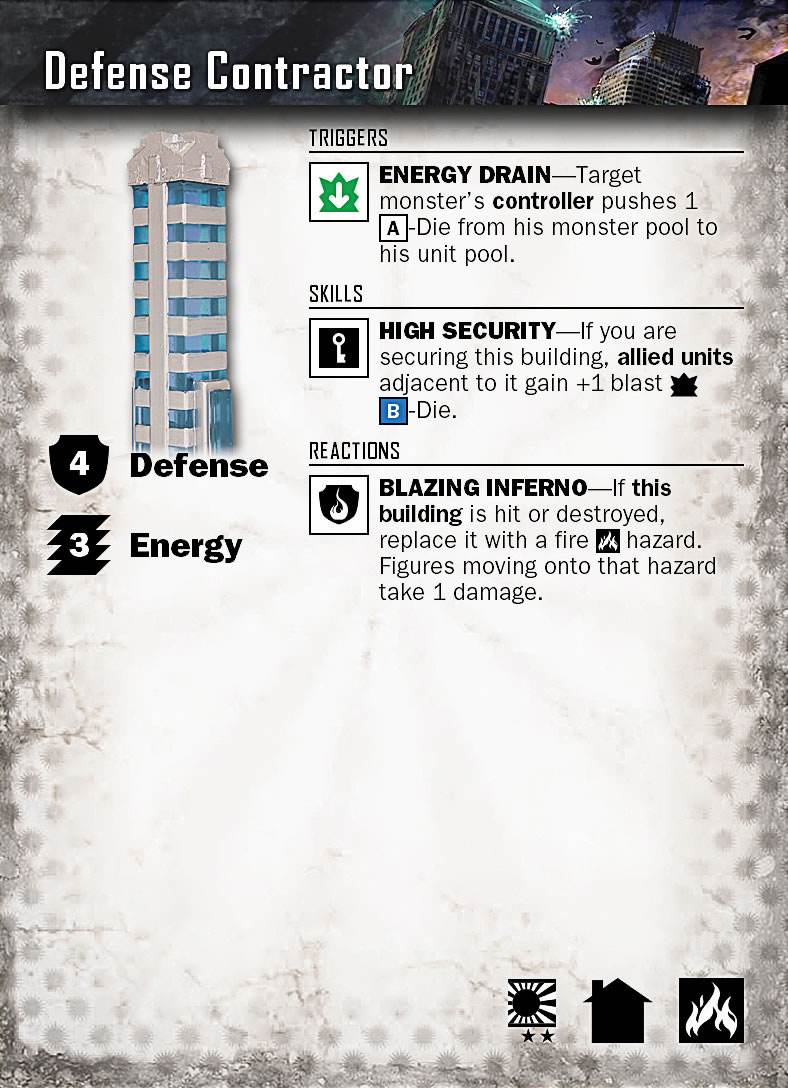 Defense Contractor
TRIGGERS
ENERGY DRAIN—Target
monster's controller pushes 1
A-Die from his monster pool to
his unit pool.
SKILLS
HIGH SECURITY—If you are
securing this building, allied units
adjacent to it gain +1 blast
B-Die.
REACTIONS
BLAZING INFERNO—If this
building is hit or destroyed,
replace it with a fire hazard.
Figures moving onto that hazard
take 1 damage.
4 Defense
3 Energy